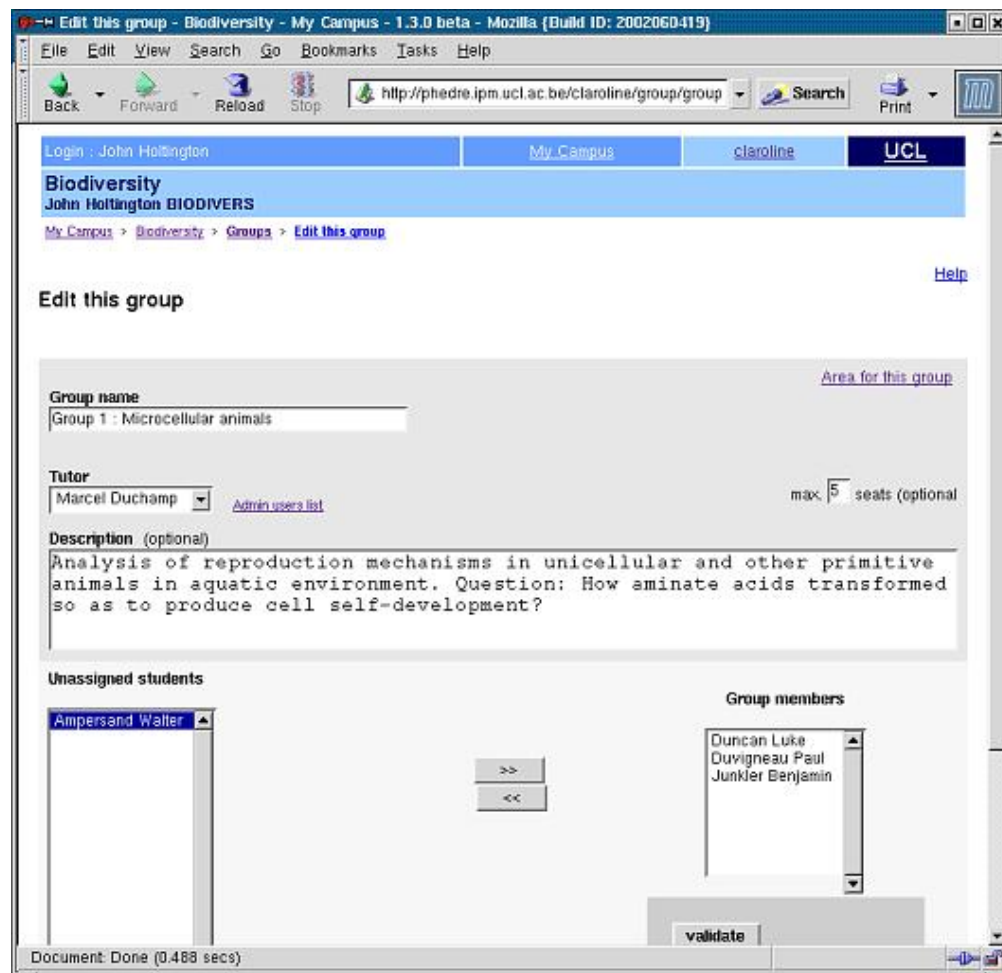 Edit this group - Biodiversity - My Campus - 1.3.0 beta - Mozilla {Build ID: 2002060419}
File Edit View Search Go Bookmarks Tasks Help
Back Forward Reload Stop http://phedre.ipm.ucl.ac.be/claroline/group/group Search Print
Login : John Holtington My Campus claroline UCL
Biodiversity
John Holtington BIODIVERS
My Campus > Biodiversity > Groups > Edit this group
Help
Edit this group
Area for this group
Group name
Group 1 : Microcellular animals
Tutor
Marcel Duchamp Admin users list max. 5 seats (optional
Description (optional)
Analysis of reproduction mechanisms in unicellular and other primitive
animals in aquatic environment. Question: How aminate acids transformed
so as to produce cell self-development?
Unassigned students
Group members
Ampersand Walter
Duncan Luke
Duvigneau Paul
Junkler Benjamin
>>
<<
validate
Document: Done (0.488 secs)